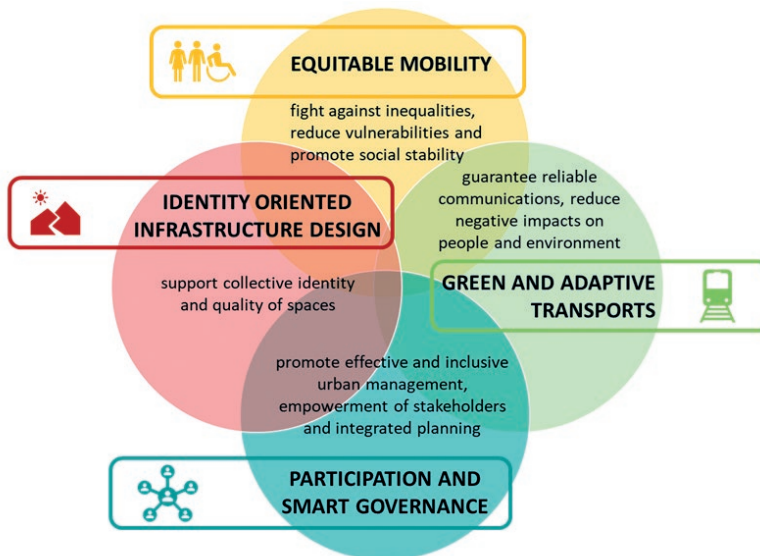 EQUITABLE MOBILITY
fight against inequalities,
reduce vulnerabilities and
promote social stability
IDENTITY ORIENTED
INFRASTRUCTURE DESIGN
support collective identity
and quality of spaces
guarantee reliable
communications, reduce
negative impacts on
people and environment
GREEN AND ADAPTIVE
TRANSPORTS
promote effective and inclusive
urban management,
empowerment of stakeholders
and integrated planning
PARTICIPATION AND
SMART GOVERNANCE